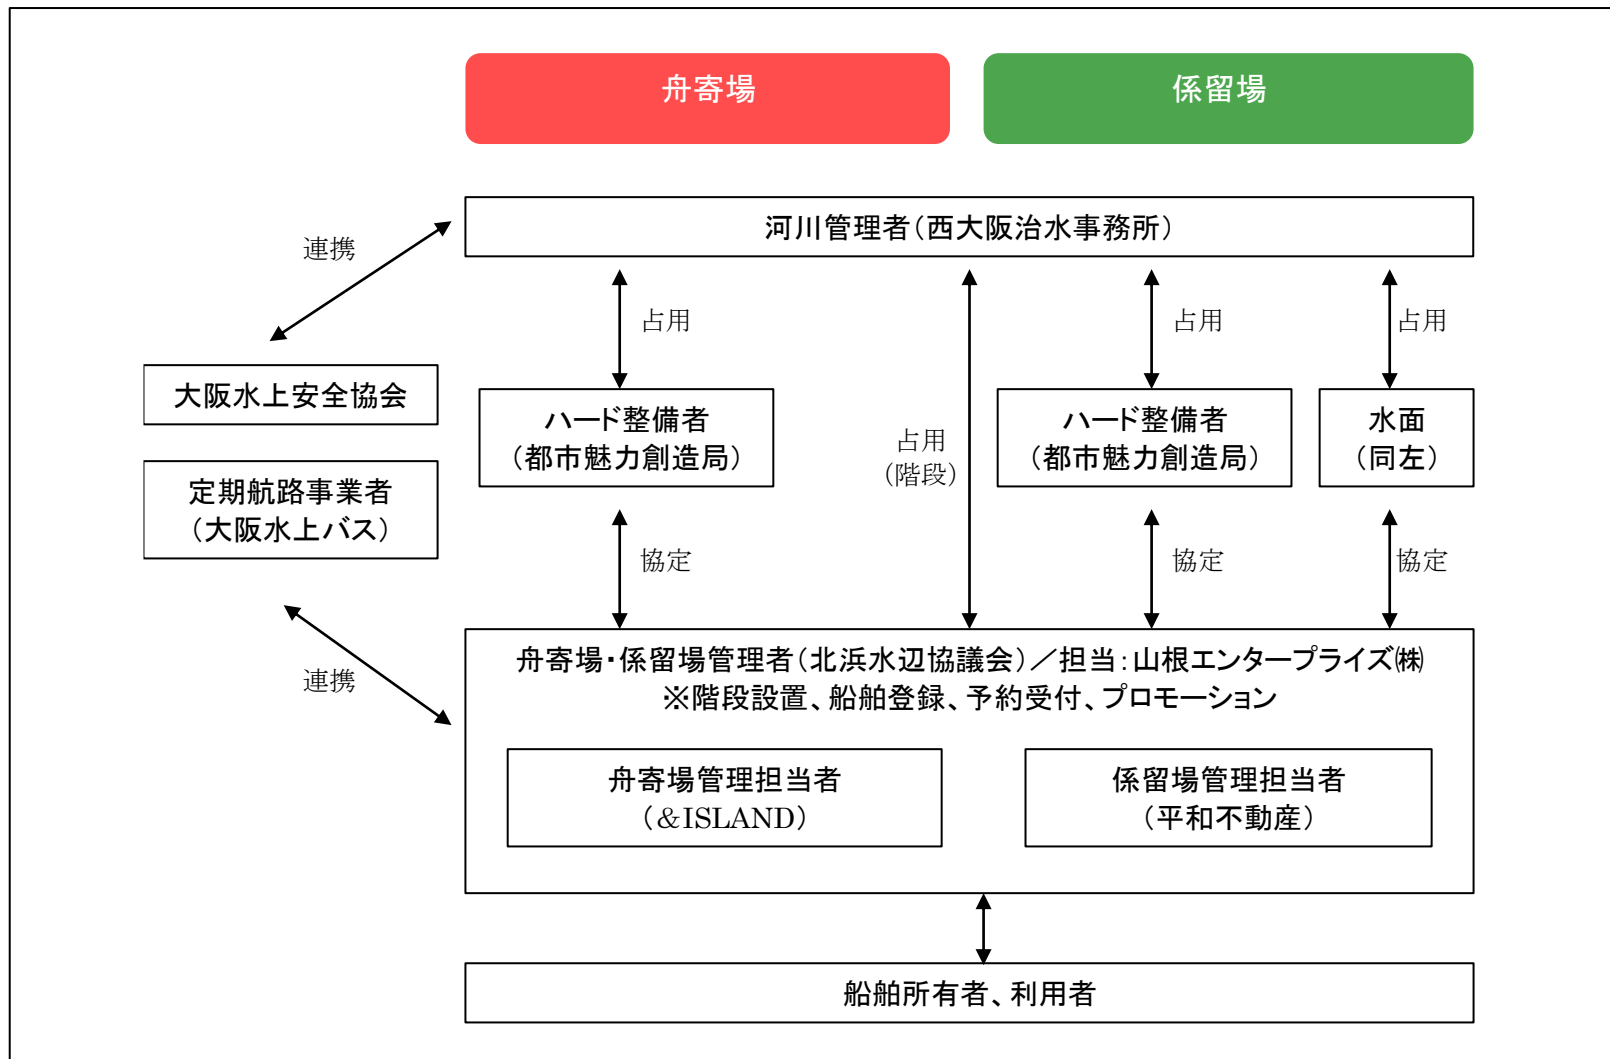 舟寄場
係留場
河川管理者（西大阪治水事務所）
連携
占用
占用
占用
大阪水上安全協会
ハード整備者
（都市魅力創造局）
占用
（階段）
ハード整備者
（都市魅力創造局）
水面
（同左）
定期航路事業者
（大阪水上バス）
協定
協定
協定
連携
舟寄場・係留場管理者（北浜水辺協議会）／担当：山根エンタープライズ㈱
※階段設置、船舶登録、予約受付、プロモーション
舟寄場管理担当者
（＆ISLAND）
係留場管理担当者
（平和不動産）
船舶所有者、利用者